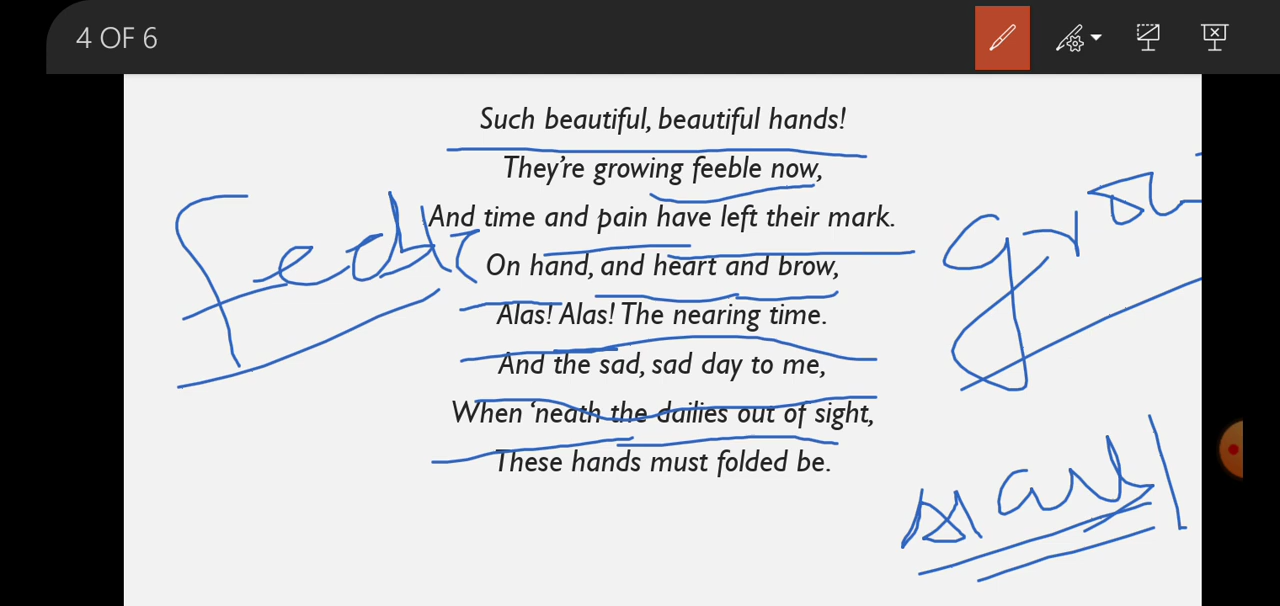 4 OF 6
Such beautiful, beautiful hands!
They're growing feeble now,
And time and pain have left their mark.
On hand, and heart and brow,
Alas! Alas! The nearing time.
And the sad, sad day to me,
When 'neath the dailies out of sight,
These hands must folded be.